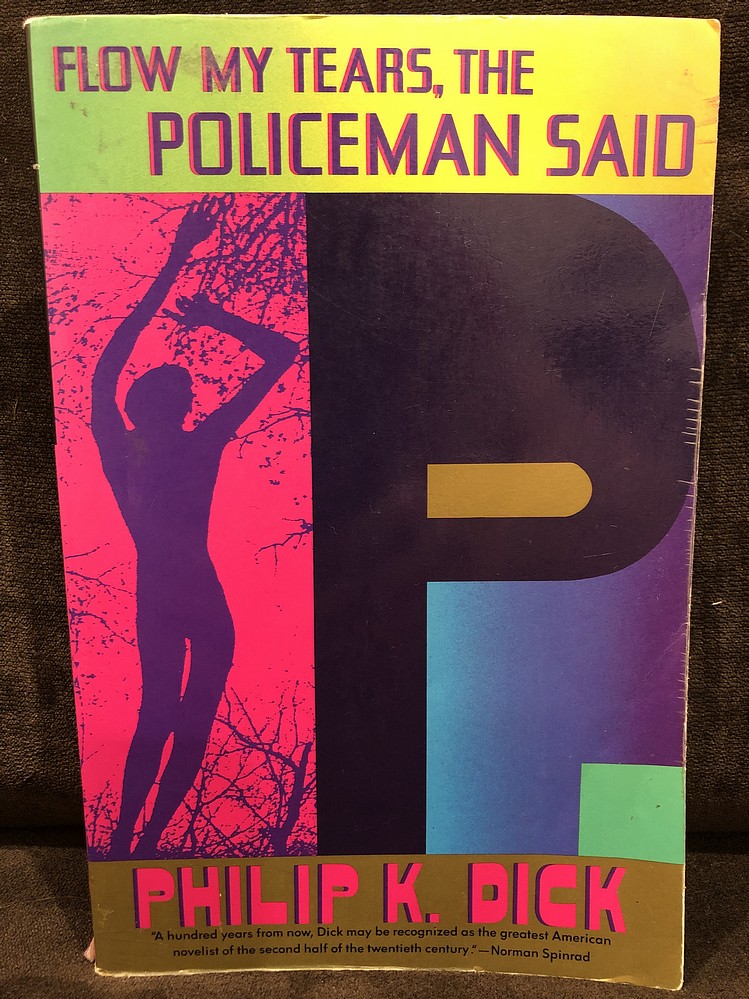 FLOW MY TEARS, THE
POLICEMAN SAID
P
PHILIP K. DICK
"A hundred years from now, Dick may be recognized as the greatest American
novelist of the second half of the twentieth century."—Norman Spinrad